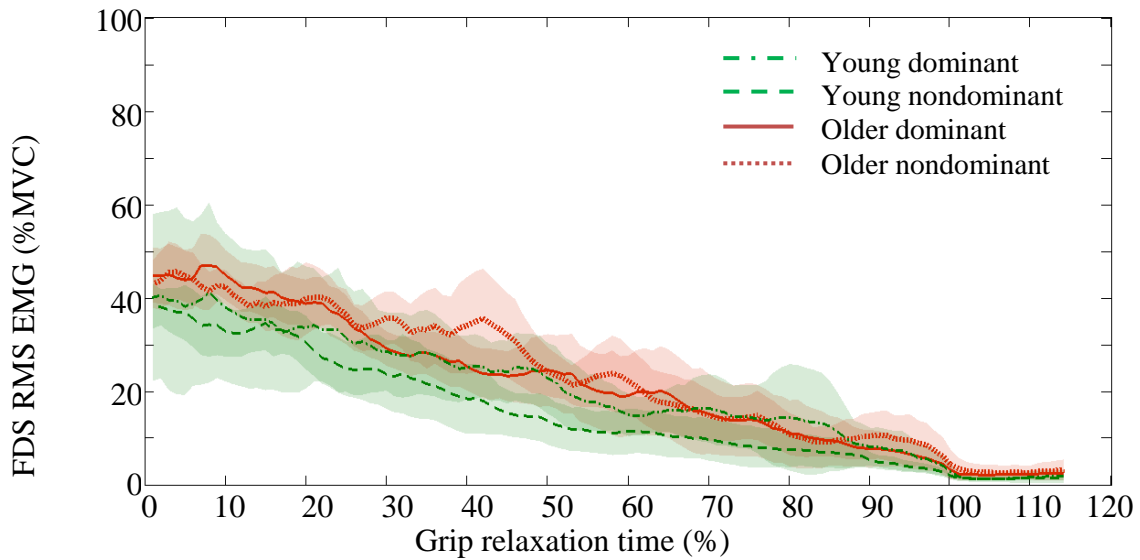 100
80
60
40
20
0
FDS RMS EMG (%MVC)
Young dominant
Young nondominant
Older dominant
Older nondominant
0 10 20 30 40 50 60 70 80 90 100 110 120
Grip relaxation time (%)